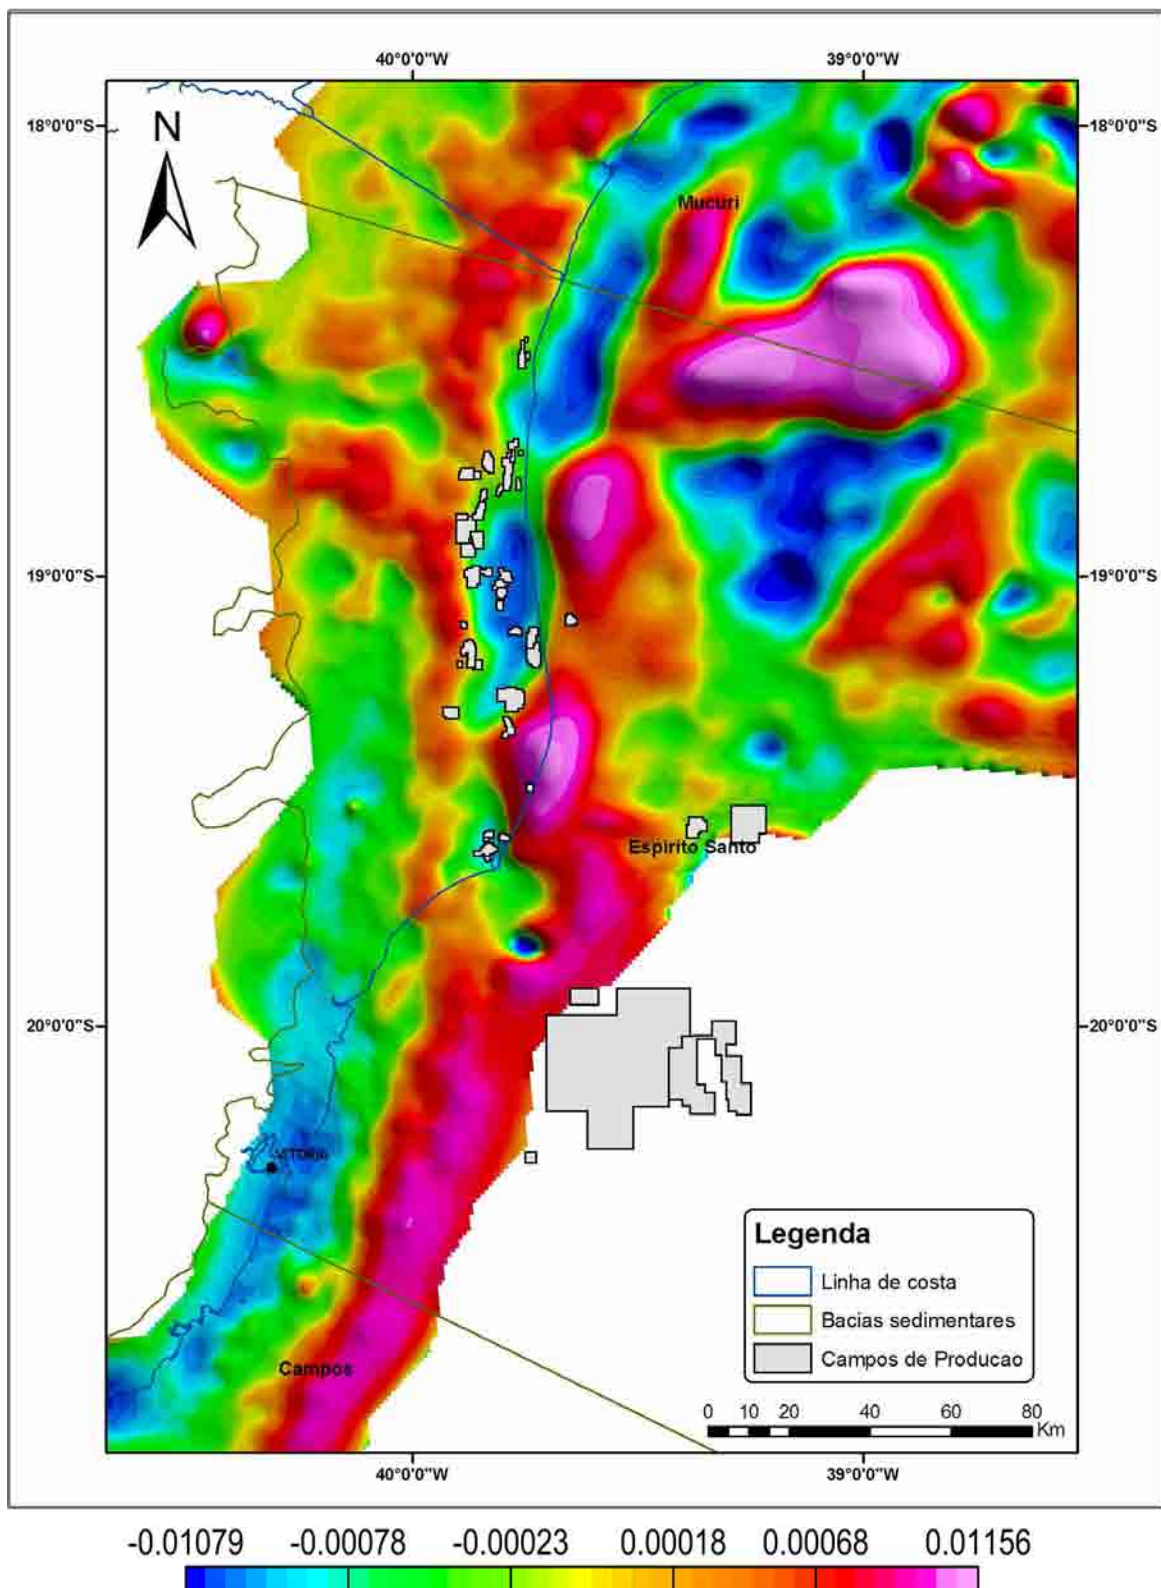 40°0'0"W 39°0'0"W
18°0'0"S 18°0'0"S
N
Mucuri
19°0'0"S 19°0'0"S
Espirito Santo
20°0'0"S 20°0'0"S
VITORIA
Legenda
Linha de costa
Bacias sedimentares
Campos de Producao
Campos
0 10 20 40 60 80
Km
40°0'0"W 39°0'0"W
-0.01079 -0.00078 -0.00023 0.00018 0.00068 0.01156